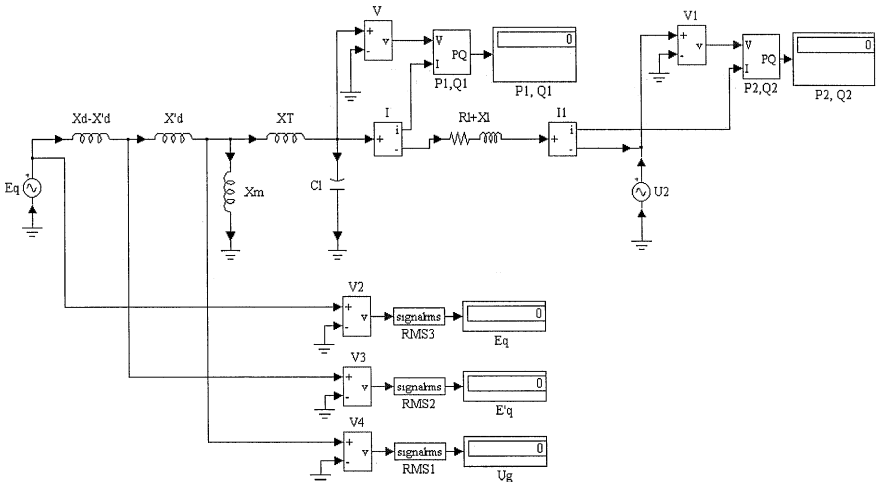 V
+
-
v
V
I
PQ
P1,Q1
0
P1, Q1
V1
+
-
v
V
I
PQ
P2,Q2
0
P2, Q2
Xd-X'd
X'd
XT
I
+
i
-
Rl+Xl
I1
+
i
-
Eq
Xm
Cl
U2
V2
+
-
v
signalrms
RMS3
0
Eq
V3
+
-
v
signalrms
RMS2
0
E'q
V4
+
-
v
signalrms
RMS1
0
Ug